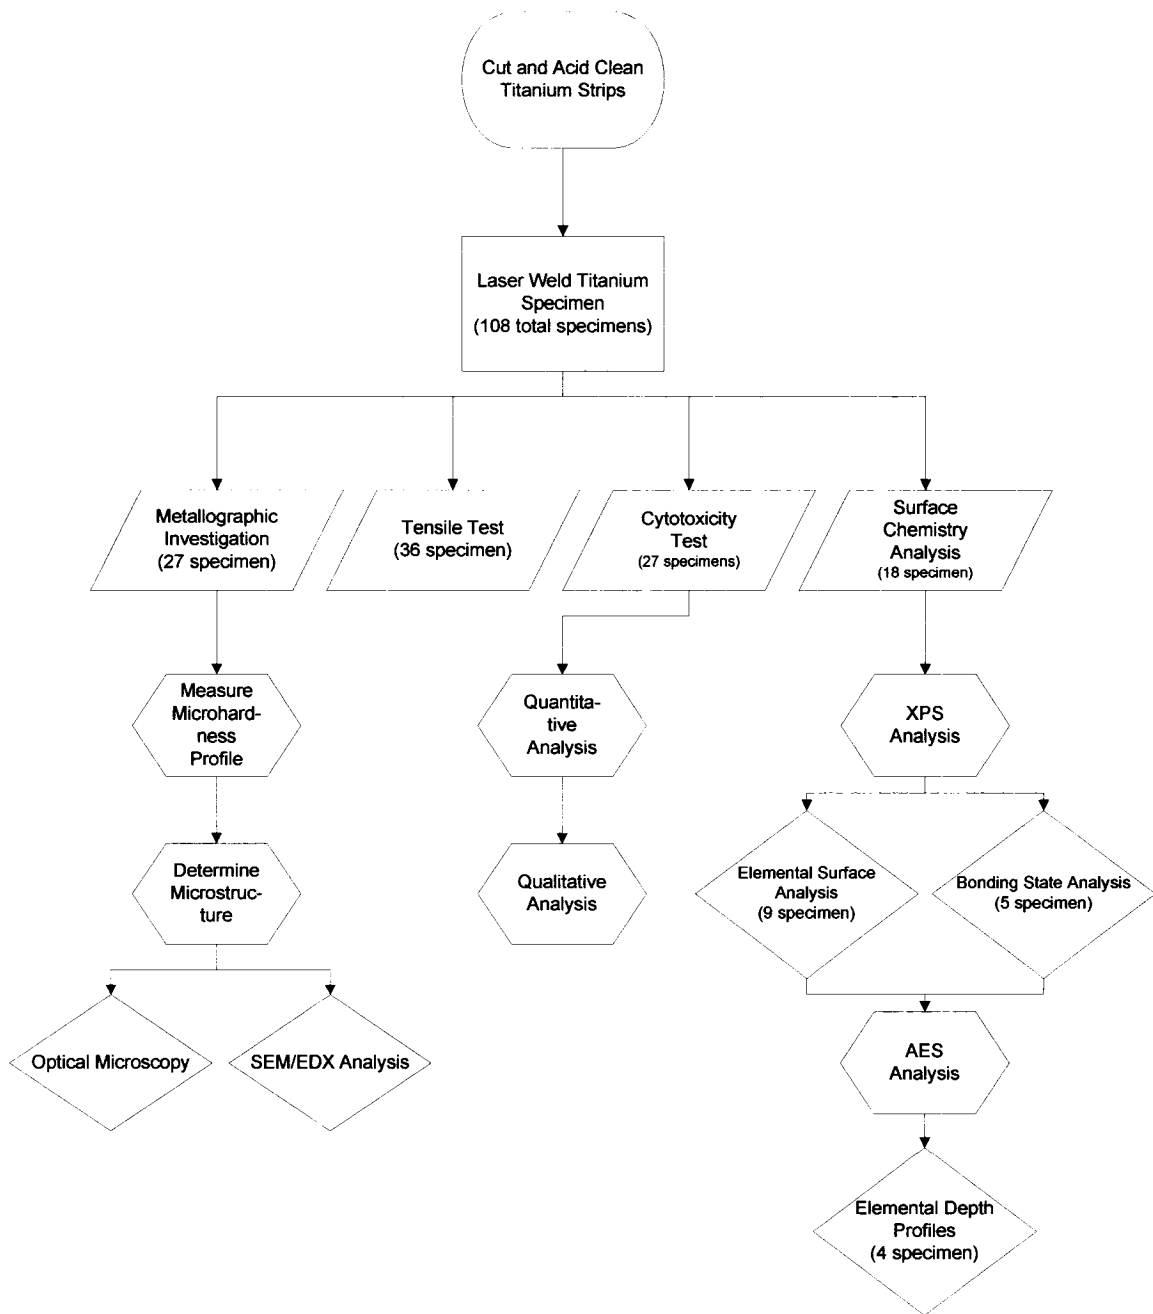 Cut and Acid Clean
Titanium Strips
Laser Weld Titanium
Specimen
(108 total specimens)
Metallographic
Investigation
(27 specimen)
Tensile Test
(36 specimen)
Cytotoxicity
Test
(27 specimens)
Surface
Chemistry
Analysis
(18 specimen)
Measure
Microhard-
ness
Profile
Quantita-
tive
Analysis
XPS
Analysis
Determine
Microstruc-
ture
Qualitative
Analysis
Elemental Surface
Analysis
(9 specimen)
Bonding State Analysis
(5 specimen)
Optical Microscopy
SEM/EDX Analysis
AES
Analysis
Elemental Depth
Profiles
(4 specimen)